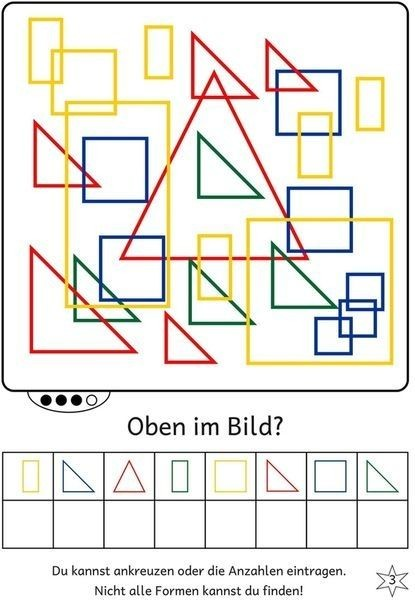 Oben im Bild?
Du kannst ankreuzen oder die Anzahlen eintragen.
Nicht alle Formen kannst du finden!
3